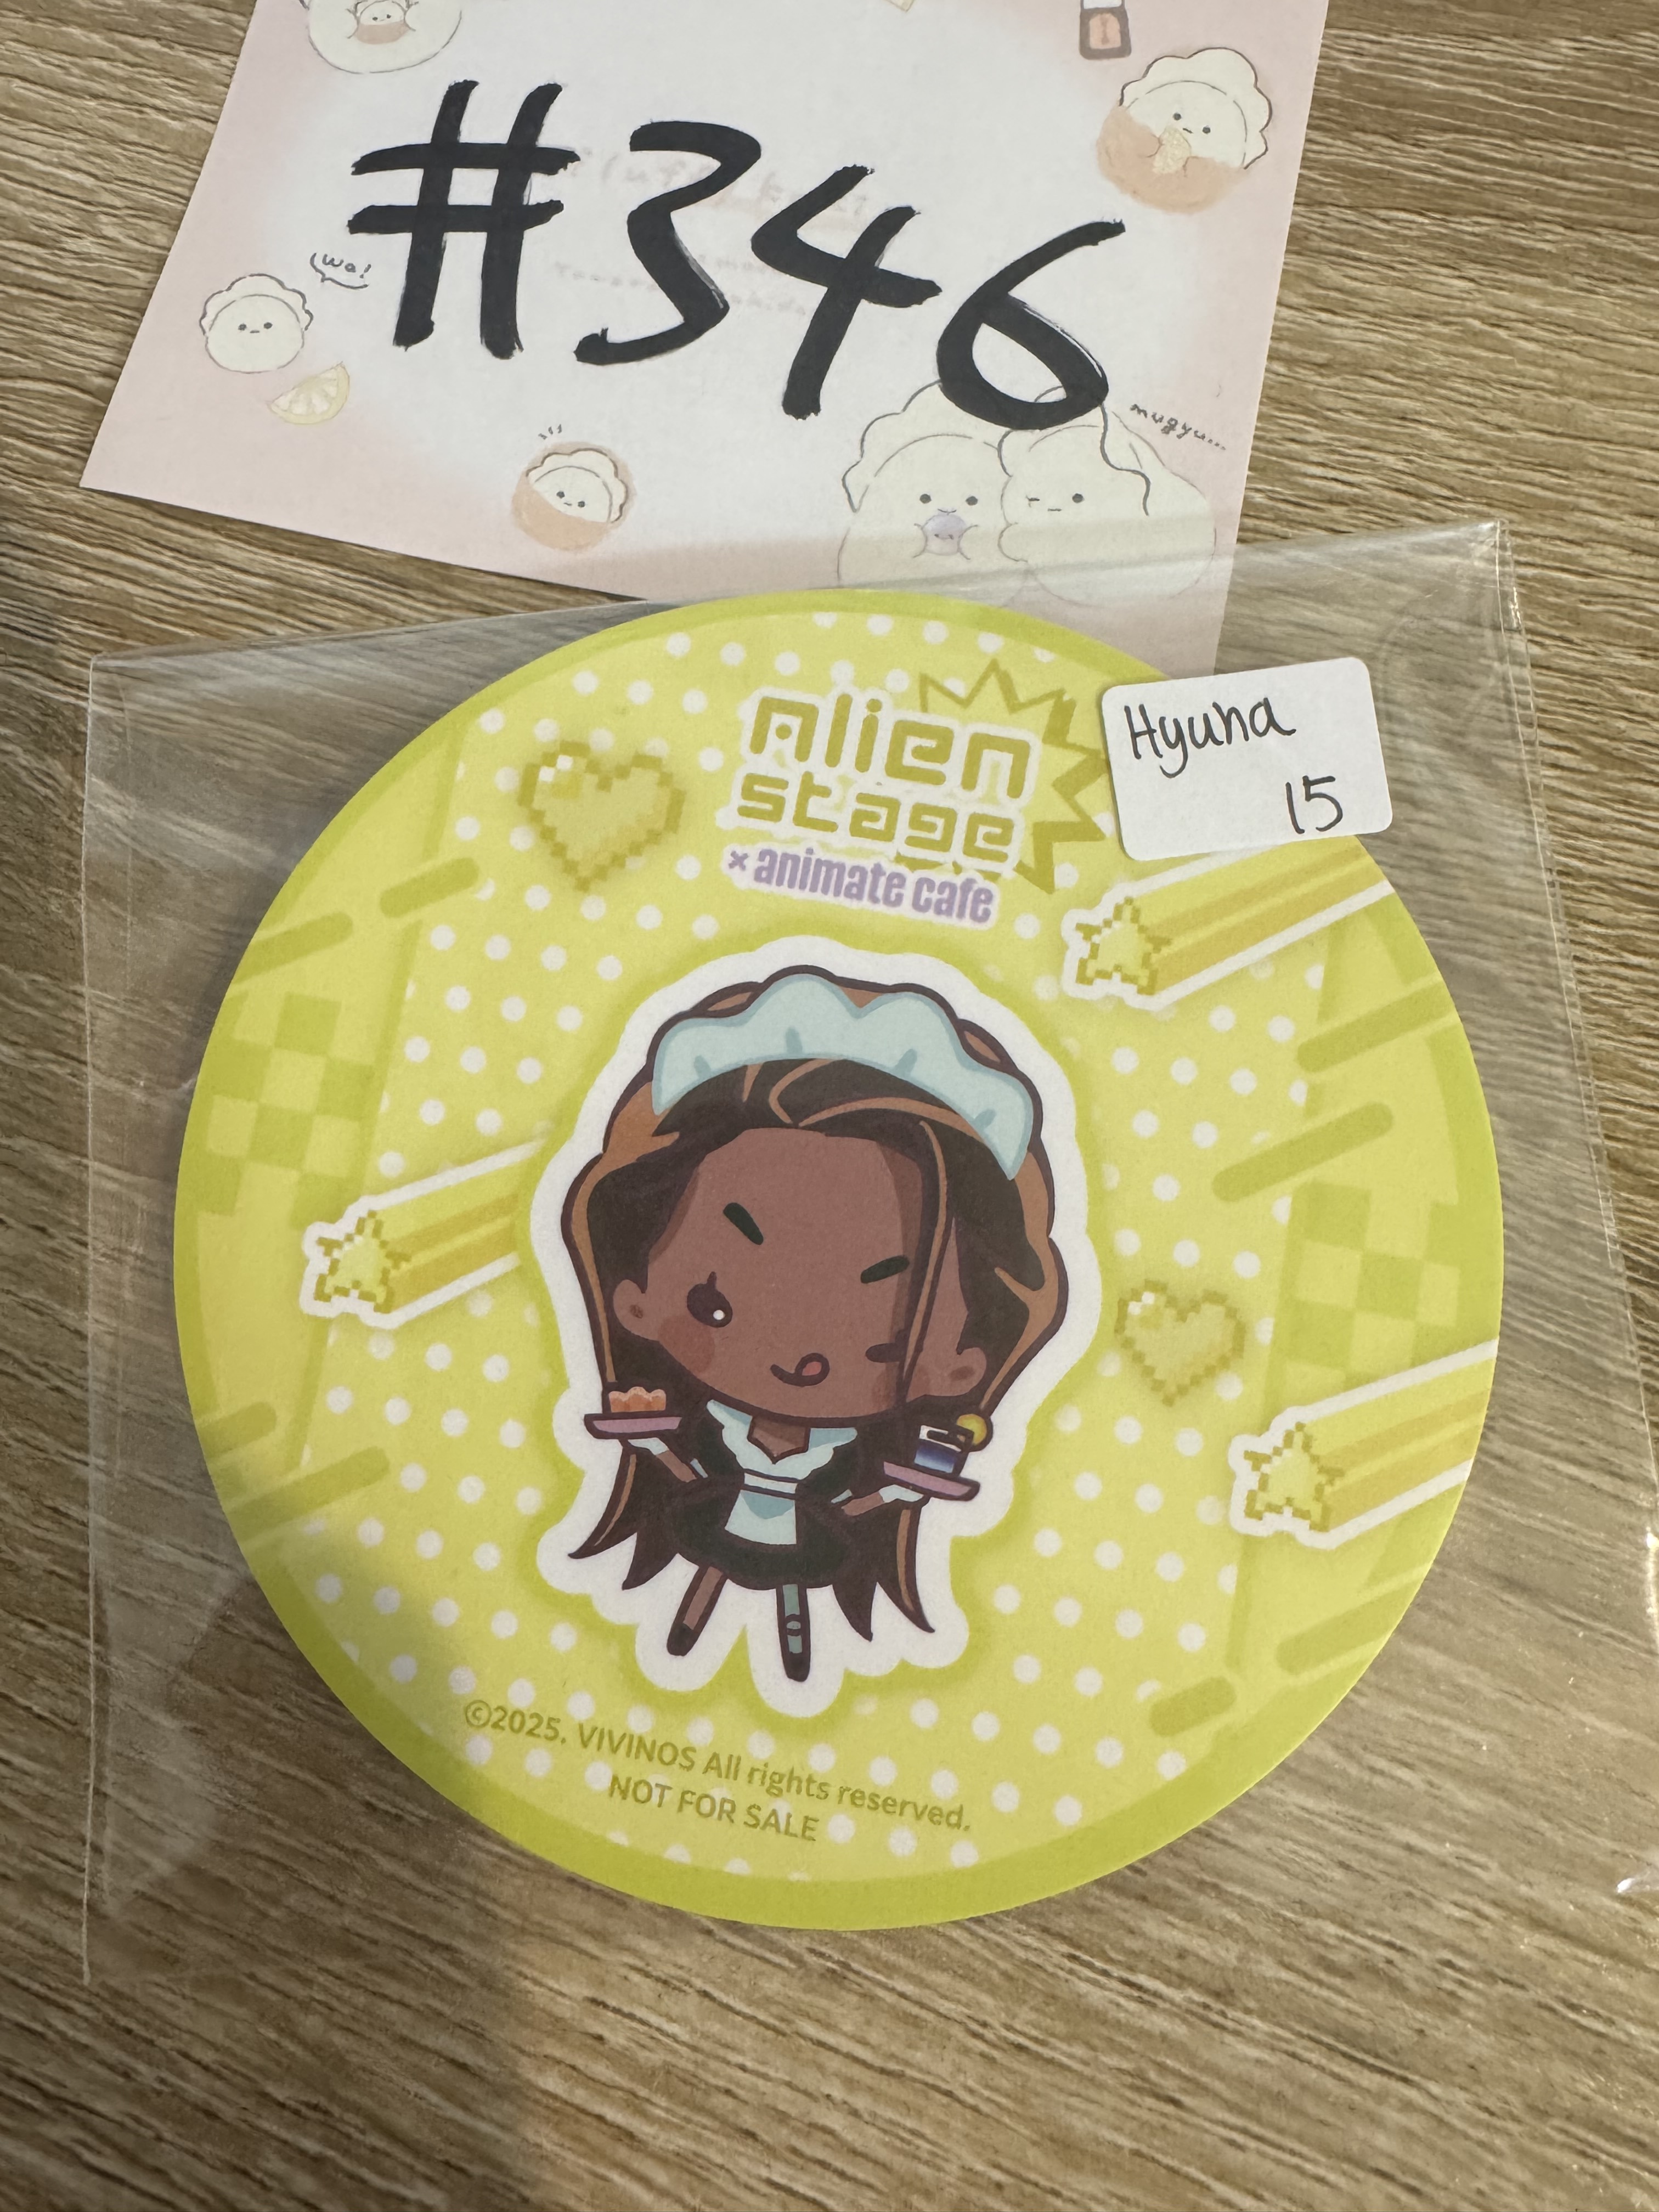 #346
wa!
mugyu...
Alien
stage
× animate cafe
Hyuna
15
©2025. VIVINOS All rights reserved.
NOT FOR SALE